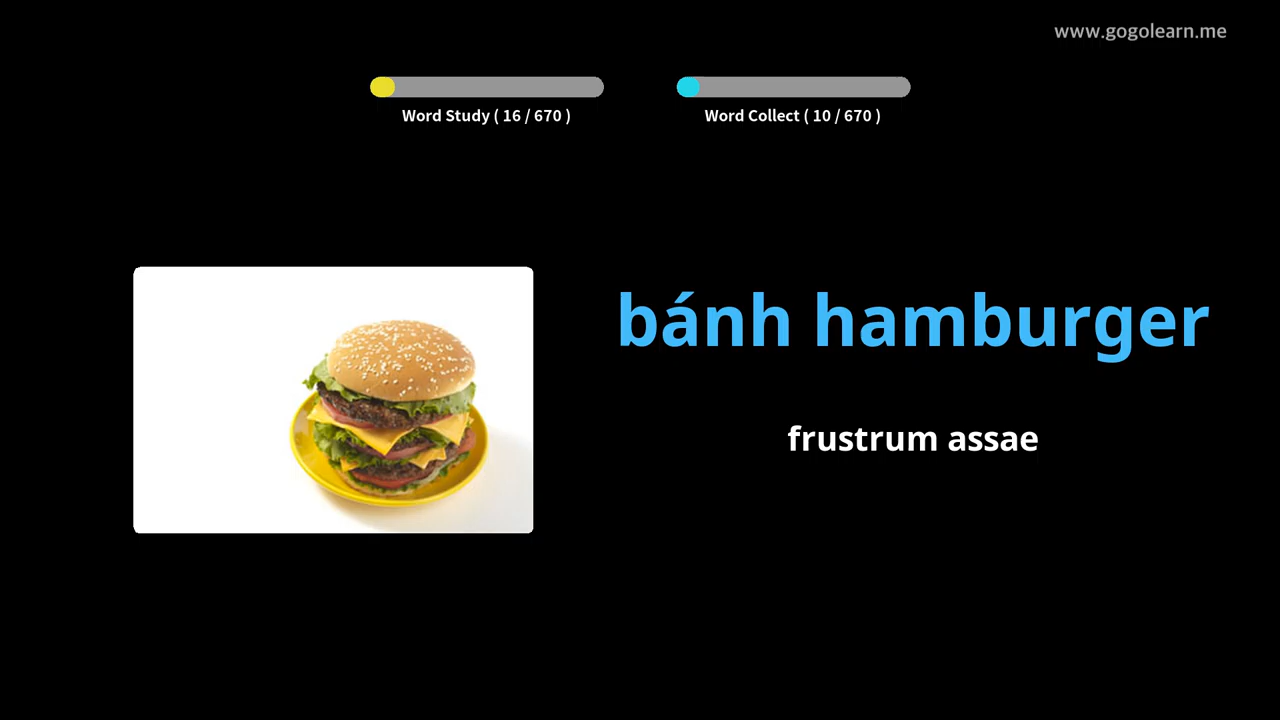 www.gogolearn.me
Word Study ( 16 / 670 )
Word Collect ( 10 / 670 )
bánh hamburger
frustrum assae